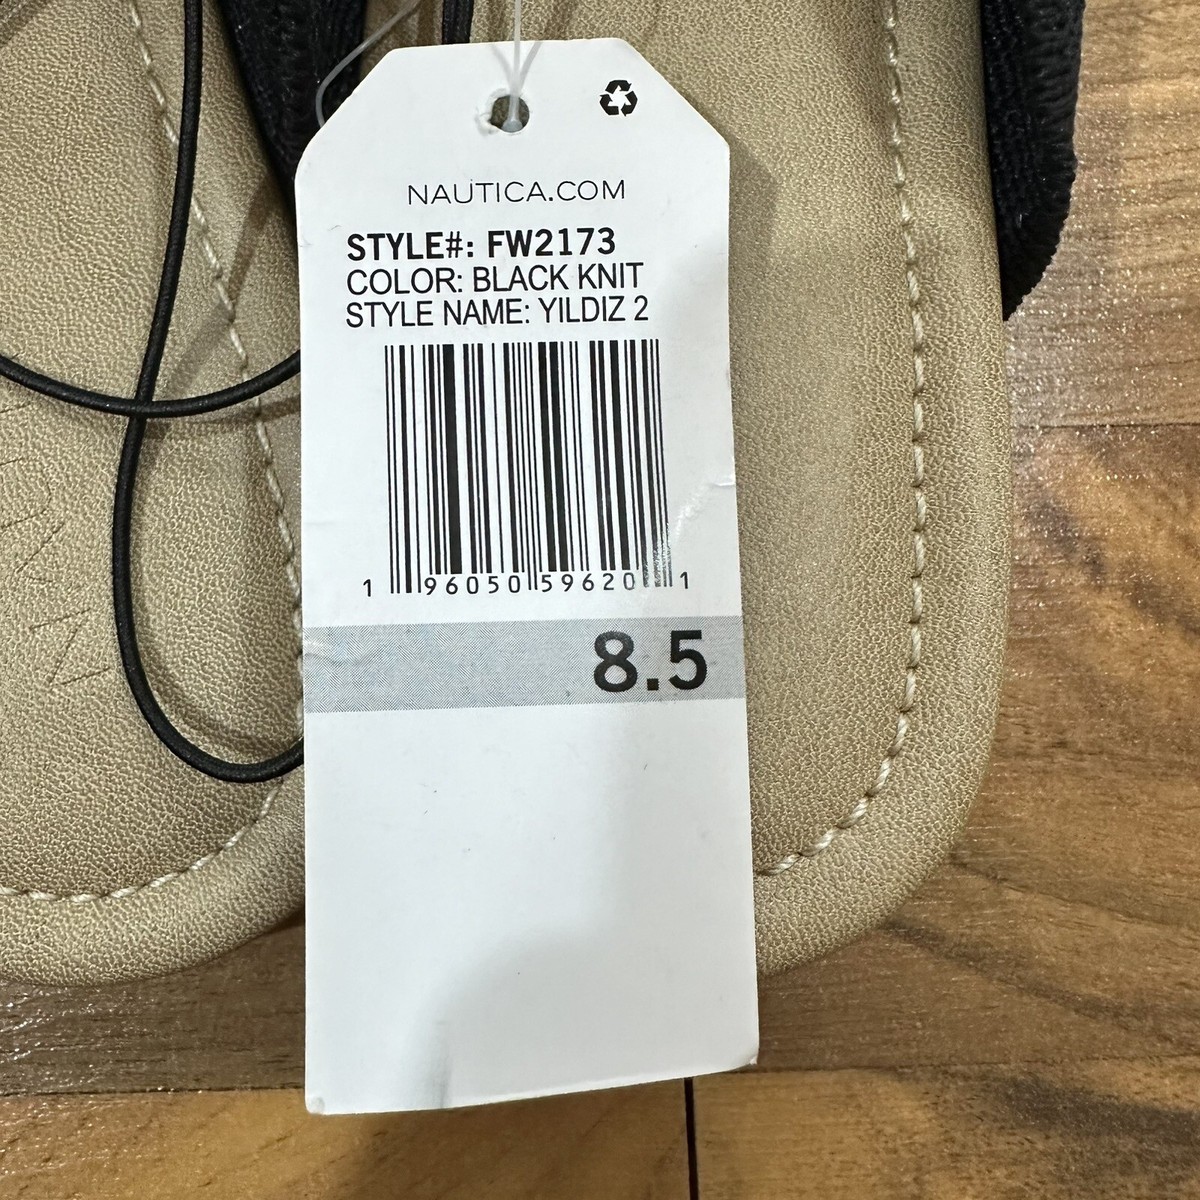 NAUTICA.COM
STYLE#: FW2173
COLOR: BLACK KNIT
STYLE NAME: YILDIZ 2
1 96050 59620 1
8.5